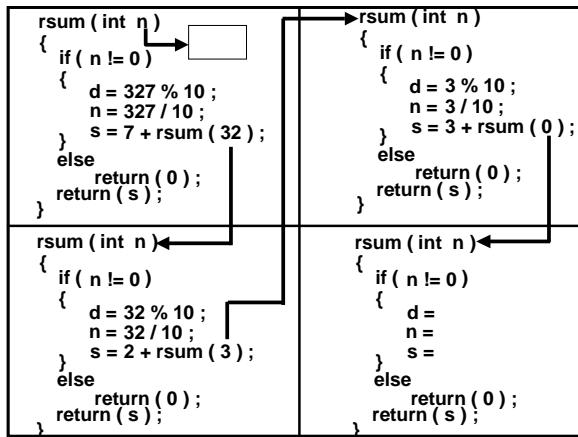 rsum ( int n )
{
if ( n != 0 )
{
d = 327 % 10 ;
n = 327 / 10 ;
s = 7 + rsum ( 32 ) ;
}
else
return ( 0 ) ;
return ( s ) ;
}
rsum ( int n )
{
if ( n != 0 )
{
d = 32 % 10 ;
n = 32 / 10 ;
s = 2 + rsum ( 3 ) ;
}
else
return ( 0 ) ;
return ( s ) ;
}
rsum ( int n )
{
if ( n != 0 )
{
d = 3 % 10 ;
n = 3 / 10 ;
s = 3 + rsum ( 0 ) ;
}
else
return ( 0 ) ;
return ( s ) ;
}
rsum ( int n )
{
if ( n != 0 )
{
d =
n =
s =
}
else
return ( 0 ) ;
return ( s ) ;
}